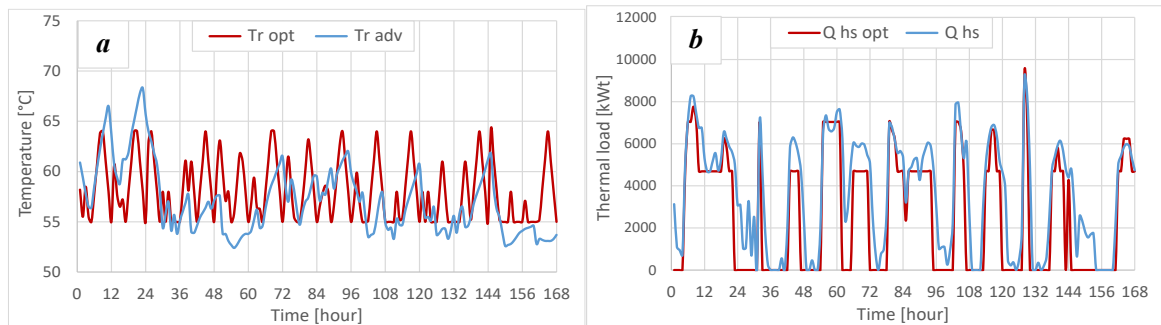 a
Tr opt
Tr adv
75
70
65
60
55
50
Temperature [°C]
0 12 24 36 48 60 72 84 96 108 120 132 144 156 168
Time [hour]
b
Q hs opt
Q hs
12000
10000
8000
6000
4000
2000
0
Thermal load [kWt]
0 12 24 36 48 60 72 84 96 108 120 132 144 156 168
Time [hour]